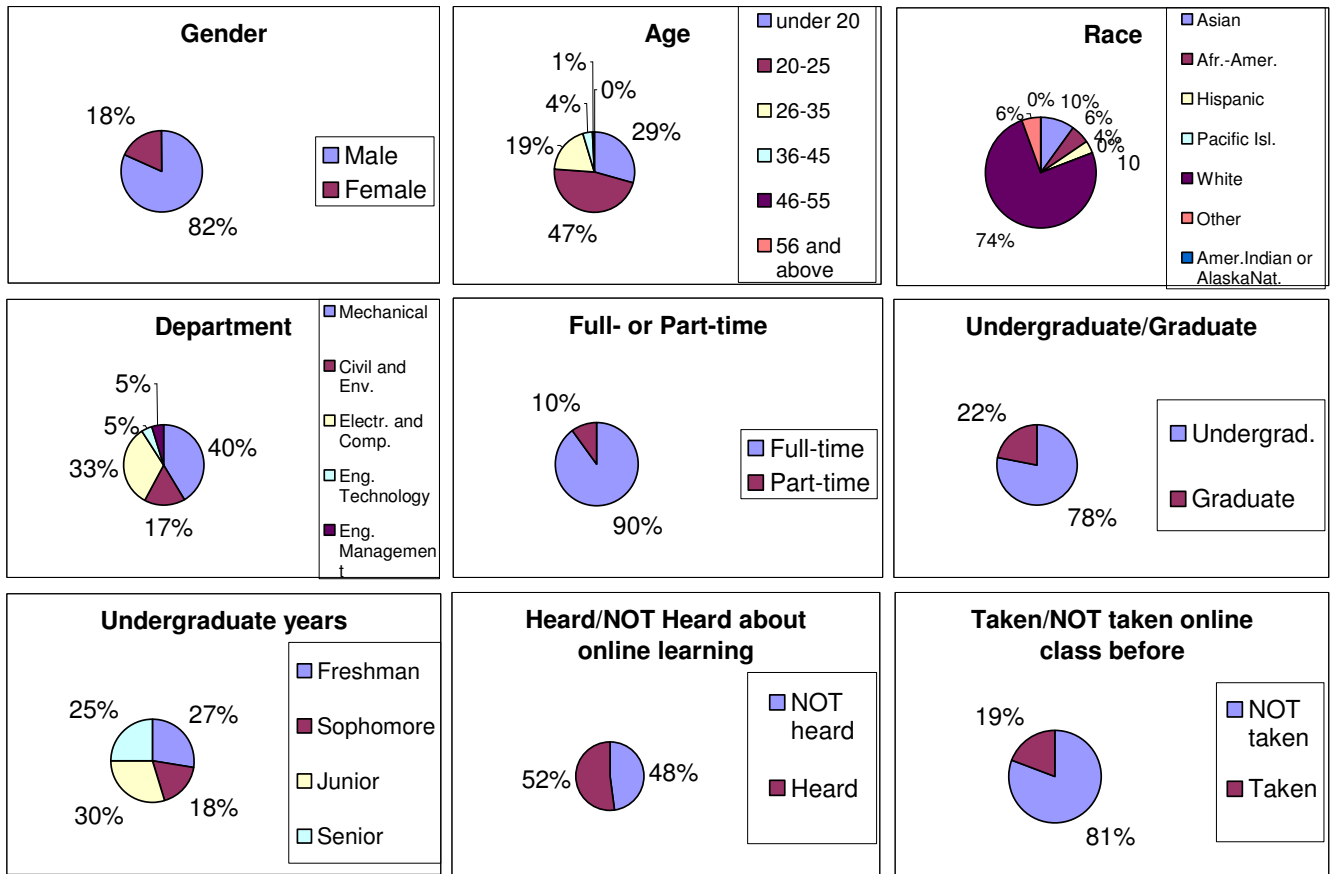 Gender
18%
82%
Male
Female
Age
1%
0%
4%
29%
19%
47%
under 20
20-25
26-35
36-45
46-55
56 and
above
Race
0%
10%
6%
6%
4%
0%
10
74%
Asian
Afr.-Amer.
Hispanic
Pacific Isl.
White
Other
Amer.Indian or
AlaskaNat.
Department
5%
5%
40%
33%
17%
Mechanical
Civil and
Env.
Electr. and
Comp.
Eng.
Technology
Eng.
Managemen
t
Full- or Part-time
10%
90%
Full-time
Part-time
Undergraduate/Graduate
22%
78%
Undergrad.
Graduate
Undergraduate years
25%
27%
30%
18%
Freshman
Sophomore
Junior
Senior
Heard/NOT Heard about
online learning
52%
48%
NOT
heard
Heard
Taken/NOT taken online
class before
19%
81%
NOT
taken
Taken